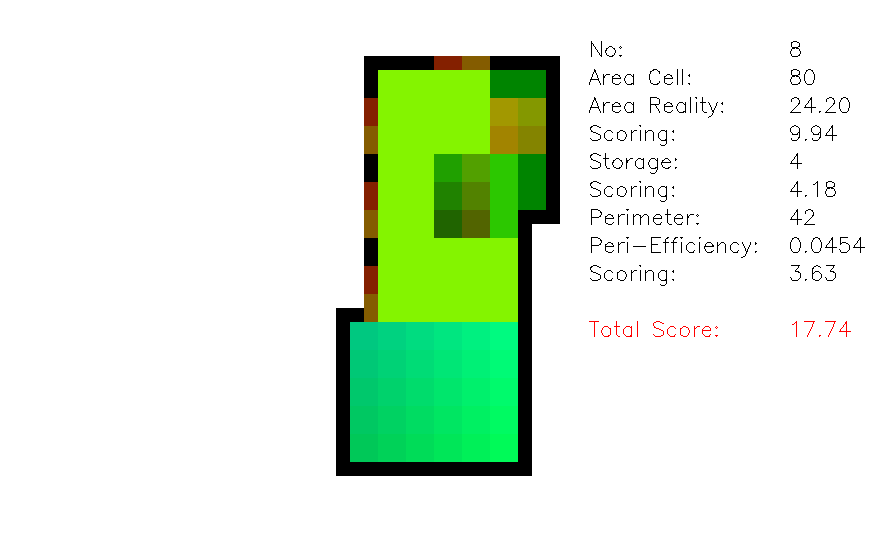 No: 8
Area Cell: 80
Area Reality: 24.20
Scoring: 9.94
Storage: 4
Scoring: 4.18
Perimeter: 42
Peri-Efficiency: 0.0454
Scoring: 3.63
Total Score: 17.74